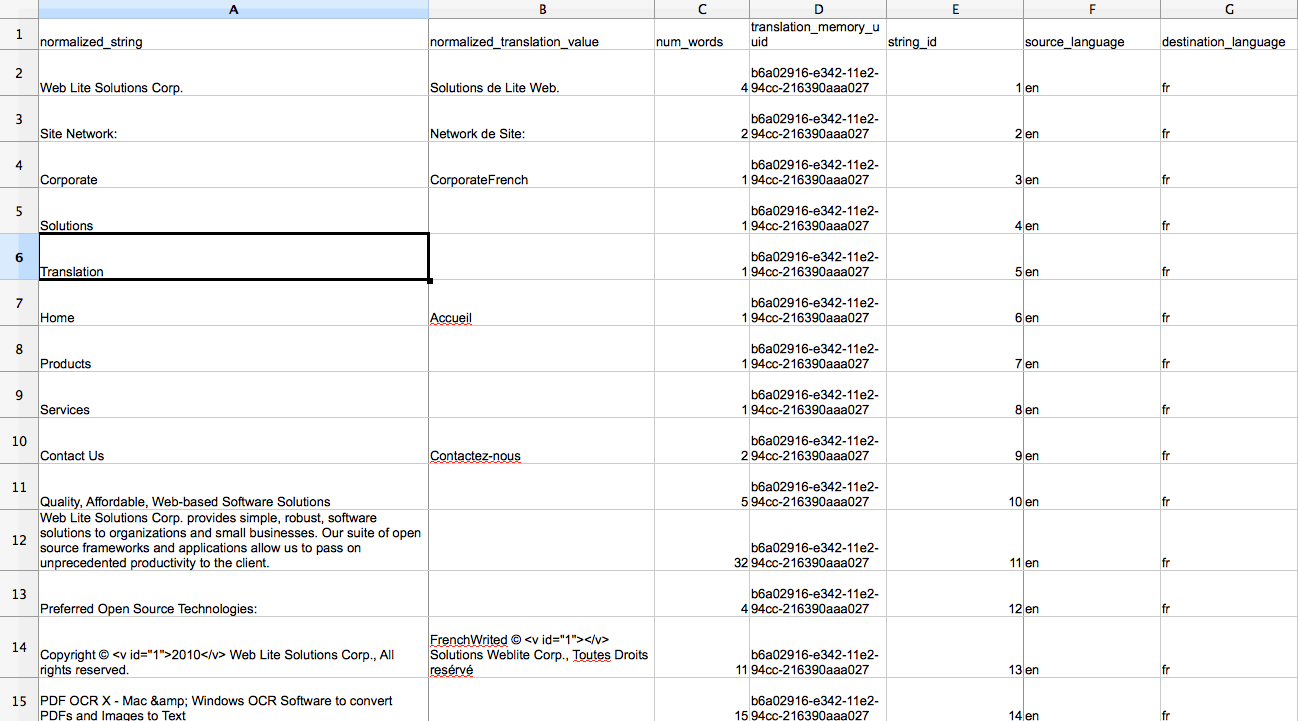 A B C D E F G
1 normalized_string normalized_translation_value num_words translation_memory_u
uid string_id source_language destination_language
2 Web Lite Solutions Corp. Solutions de Lite Web. 4 b6a02916-e342-11e2-
94cc-216390aaa027 1 en fr
3 Site Network: Network de Site: 2 b6a02916-e342-11e2-
94cc-216390aaa027 2 en fr
4 Corporate CorporateFrench 1 b6a02916-e342-11e2-
94cc-216390aaa027 3 en fr
5 Solutions 1 b6a02916-e342-11e2-
94cc-216390aaa027 4 en fr
6 Translation 1 b6a02916-e342-11e2-
94cc-216390aaa027 5 en fr
7 Home Accueil 1 b6a02916-e342-11e2-
94cc-216390aaa027 6 en fr
8 Products 1 b6a02916-e342-11e2-
94cc-216390aaa027 7 en fr
9 Services 1 b6a02916-e342-11e2-
94cc-216390aaa027 8 en fr
10 Contact Us Contactez-nous 2 b6a02916-e342-11e2-
94cc-216390aaa027 9 en fr
11 Quality, Affordable, Web-based Software Solutions 5 b6a02916-e342-11e2-
94cc-216390aaa027 10 en fr
12 Web Lite Solutions Corp. provides simple, robust, software
solutions to organizations and small businesses. Our suite of open
source frameworks and applications allow us to pass on
unprecedented productivity to the client. 32 b6a02916-e342-11e2-
94cc-216390aaa027 11 en fr
13 Preferred Open Source Technologies: 4 b6a02916-e342-11e2-
94cc-216390aaa027 12 en fr
14 Copyright © <v id="1">2010</v> Web Lite Solutions Corp., All
rights reserved. FrenchWrited © <v id="1"></v>
Solutions Weblite Corp., Toutes Droits
resérvé 11 b6a02916-e342-11e2-
94cc-216390aaa027 13 en fr
15 PDF OCR X - Mac &amp; Windows OCR Software to convert
PDFs and Images to Text 15 b6a02916-e342-11e2-
94cc-216390aaa027 14 en fr